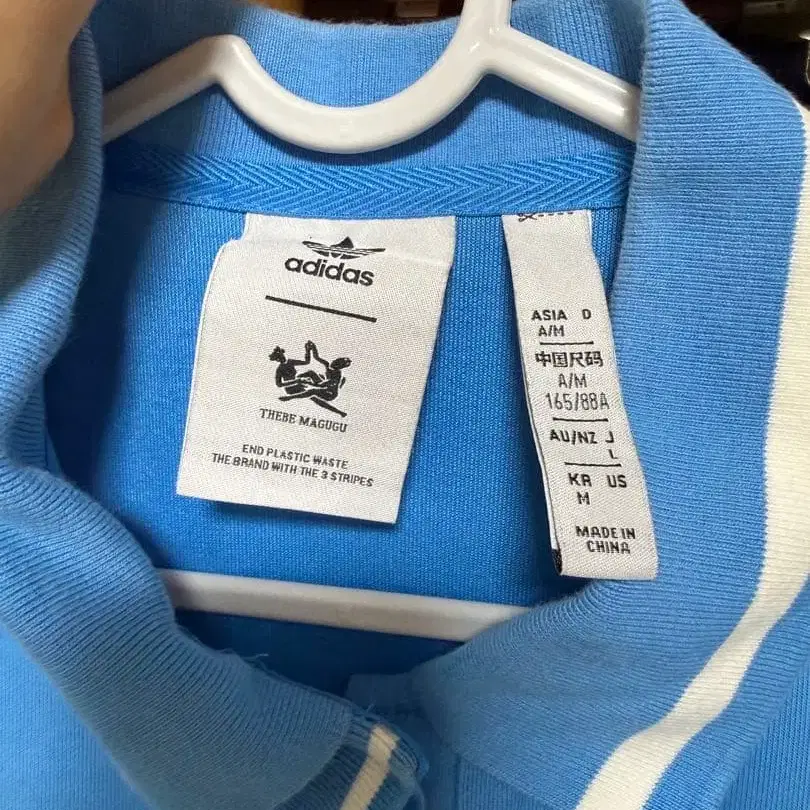 adidas
THEBE MAGUGU
END PLASTIC WASTE
THE BRAND WITH THE 3 STRIPES
ASIA D
A/M
中国尺码
A/M
165/88A
AU/NZ J
L
KR US
M
MADE IN
CHINA